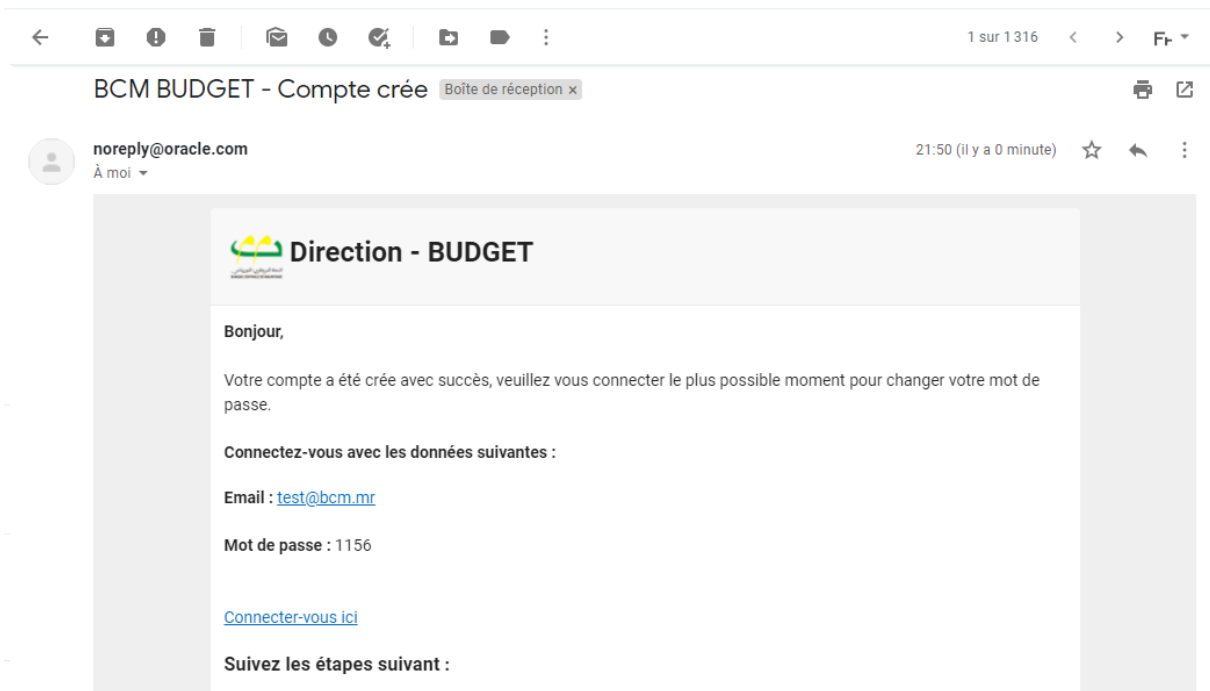 1 sur 1 316
BCM BUDGET - Compte crée Boîte de réception ×
noreply@oracle.com 21:50 (il y a 0 minute)
À moi
Direction - BUDGET
Bonjour,
Votre compte a été crée avec succès, veuillez vous connecter le plus possible moment pour changer votre mot de
passe.
Connectez-vous avec les données suivantes :
Email : test@bcm.mr
Mot de passe : 1156
Connecter-vous ici
Suivez les étapes suivant :